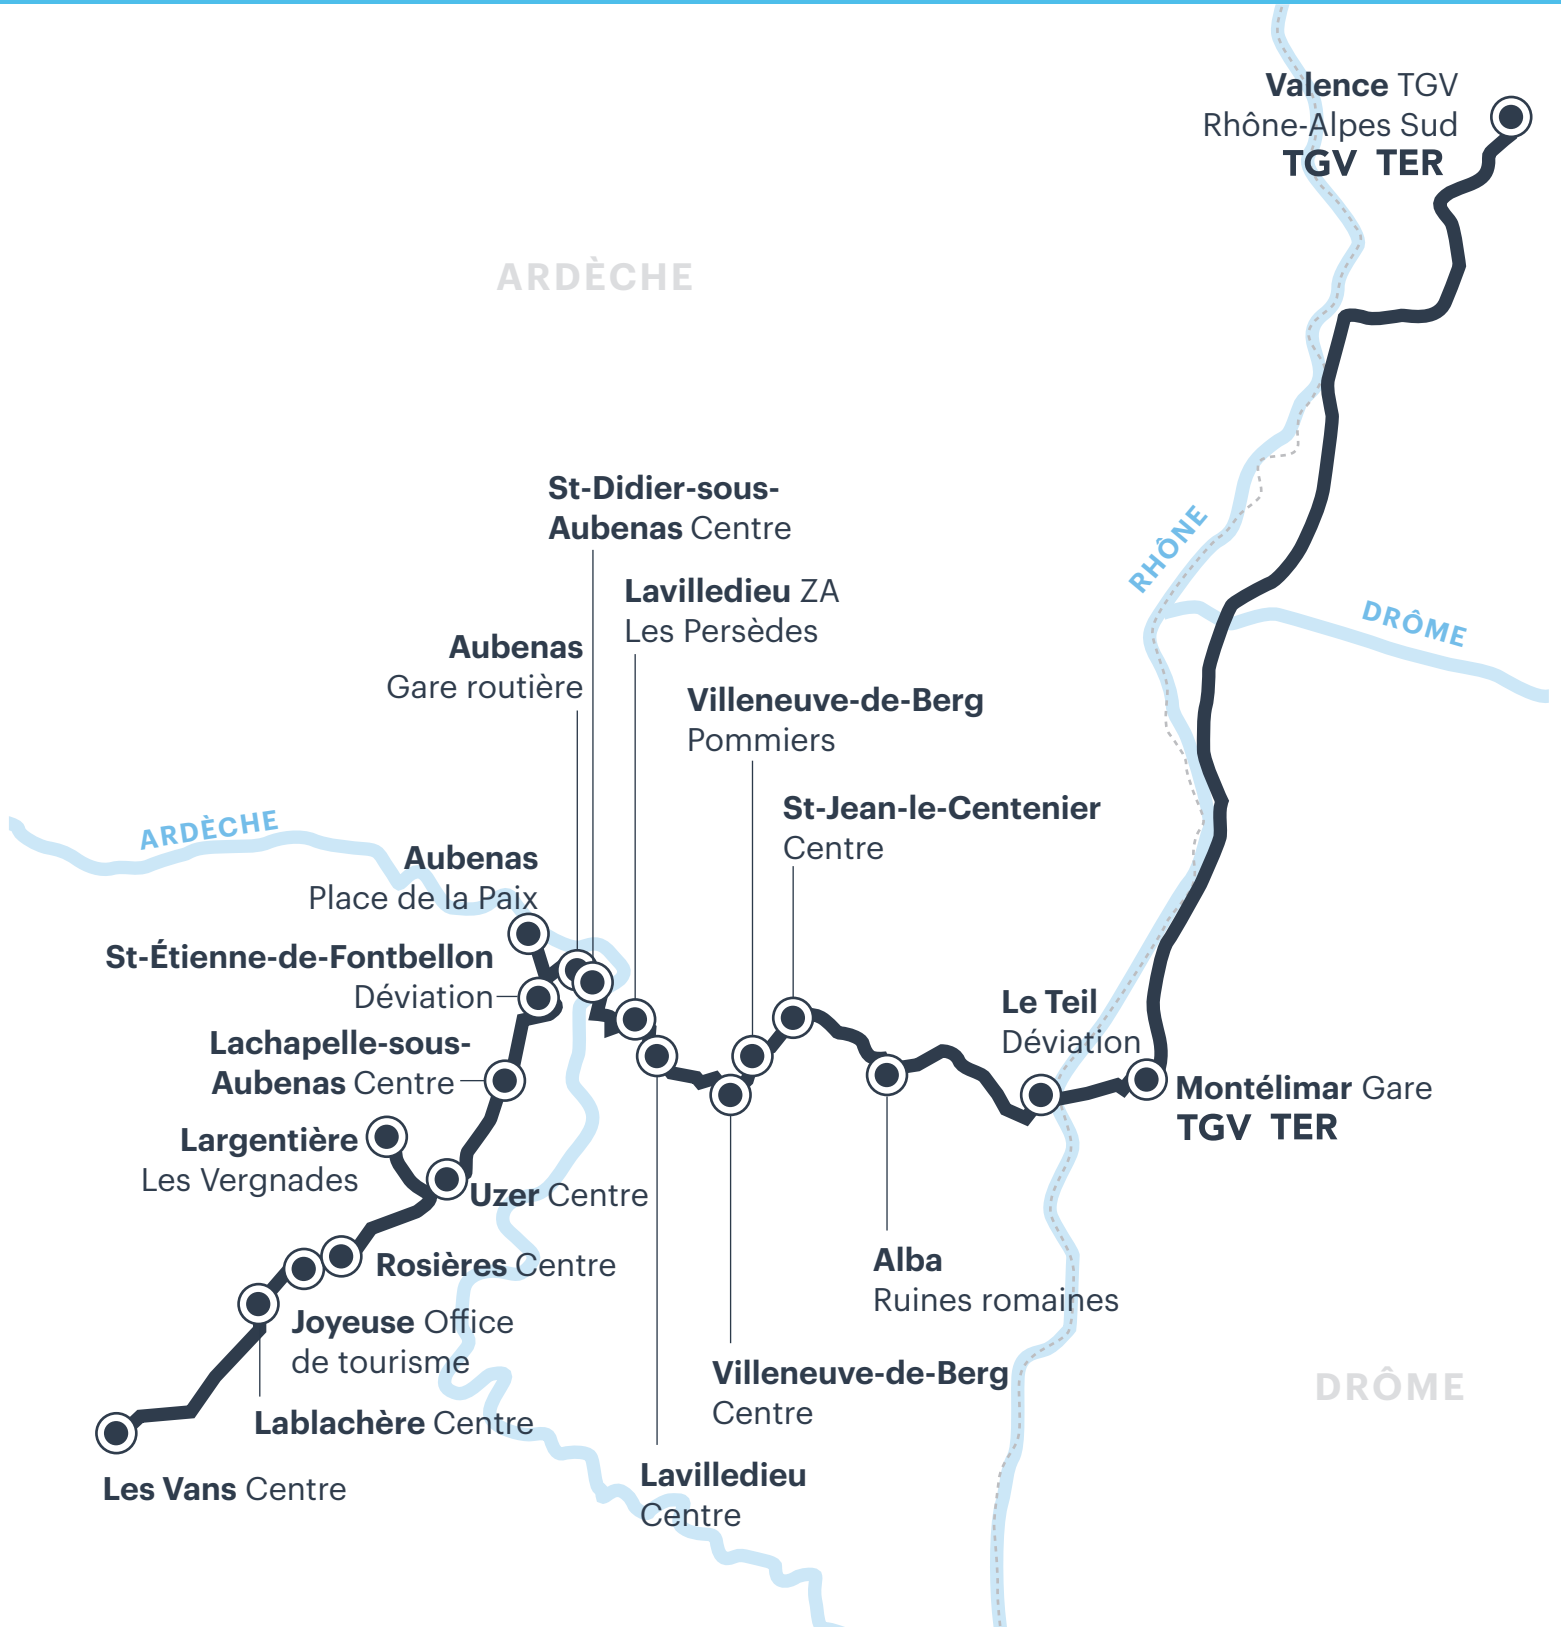 Valence TGV
Rhône-Alpes Sud
TGV TER
ARDÈCHE
St-Didier-sous-
Aubenas Centre
RHÔNE
Lavilledieu ZA
Les Persèdes
DRÔME
Aubenas
Gare routière
Villeneuve-de-Berg
Pommiers
St-Jean-le-Centenier
Centre
ARDÈCHE
Aubenas
Place de la Paix
St-Étienne-de-Fontbellon
Déviation
Le Teil
Déviation
Lachapelle-sous-
Aubenas Centre
Montélimar Gare
TGV TER
Largentière
Les Vergnades
Uzer Centre
Rosières Centre
Alba
Ruines romaines
Joyeuse Office
de tourisme
Villeneuve-de-Berg
Centre
DRÔME
Lablachère Centre
Lavilledieu
Centre
Les Vans Centre